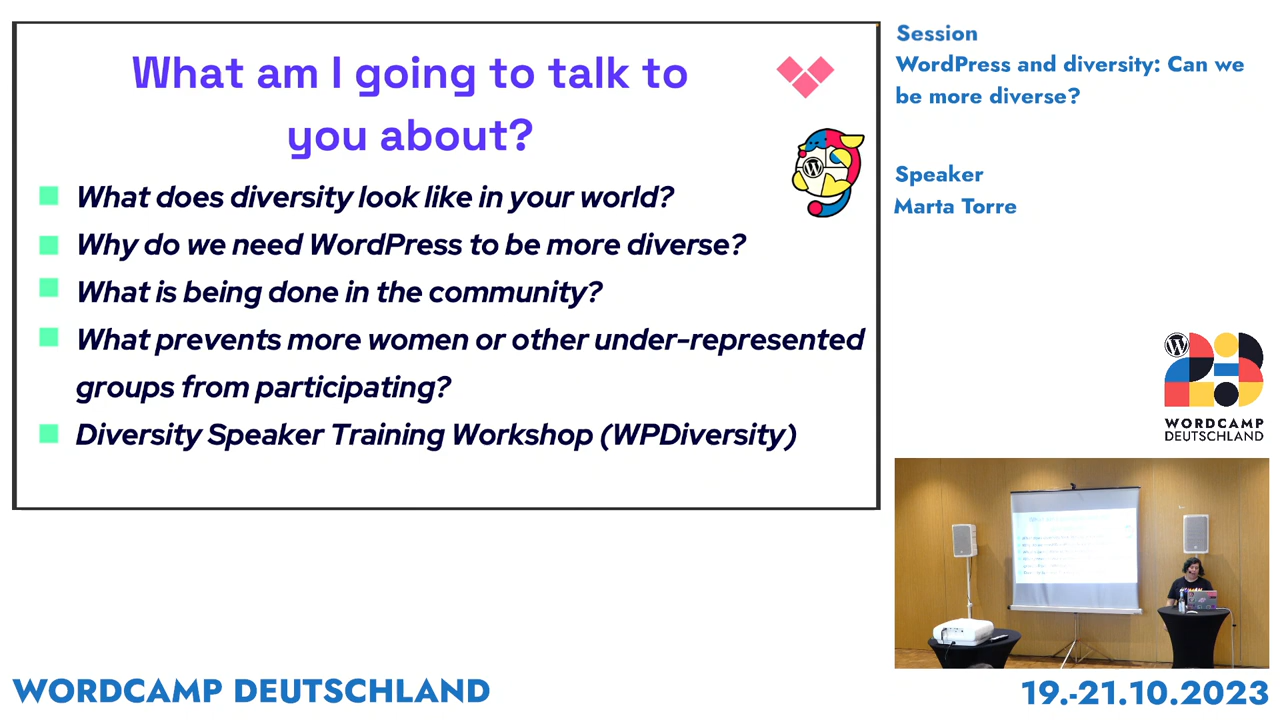 What am I going to talk to
you about?
What does diversity look like in your world?
Why do we need WordPress to be more diverse?
What is being done in the community?
What prevents more women or other under-represented
groups from participating?
Diversity Speaker Training Workshop (WPDiversity)
Session
WordPress and diversity: Can we
be more diverse?
Speaker
Marta Torre
WORDCAMP
DEUTSCHLAND
WORDCAMP DEUTSCHLAND
19.-21.10.2023